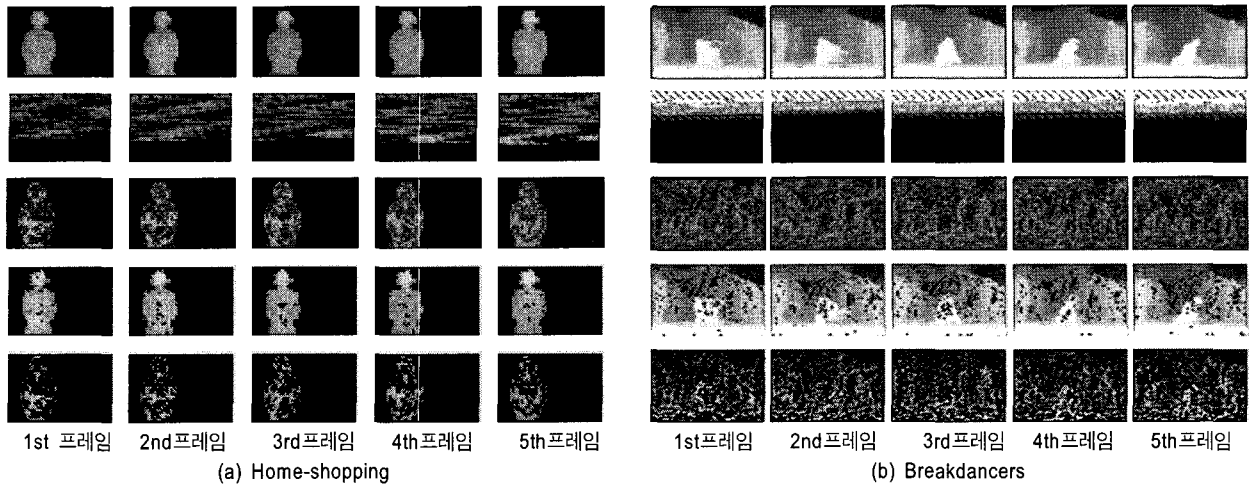 1st 프레임 2nd프레임 3rd프레임 4th프레임 5th프레임
(a) Home-shopping
1st프레임 2nd프레임 3rd프레임 4th프레임 5th프레임
(b) Breakdancers